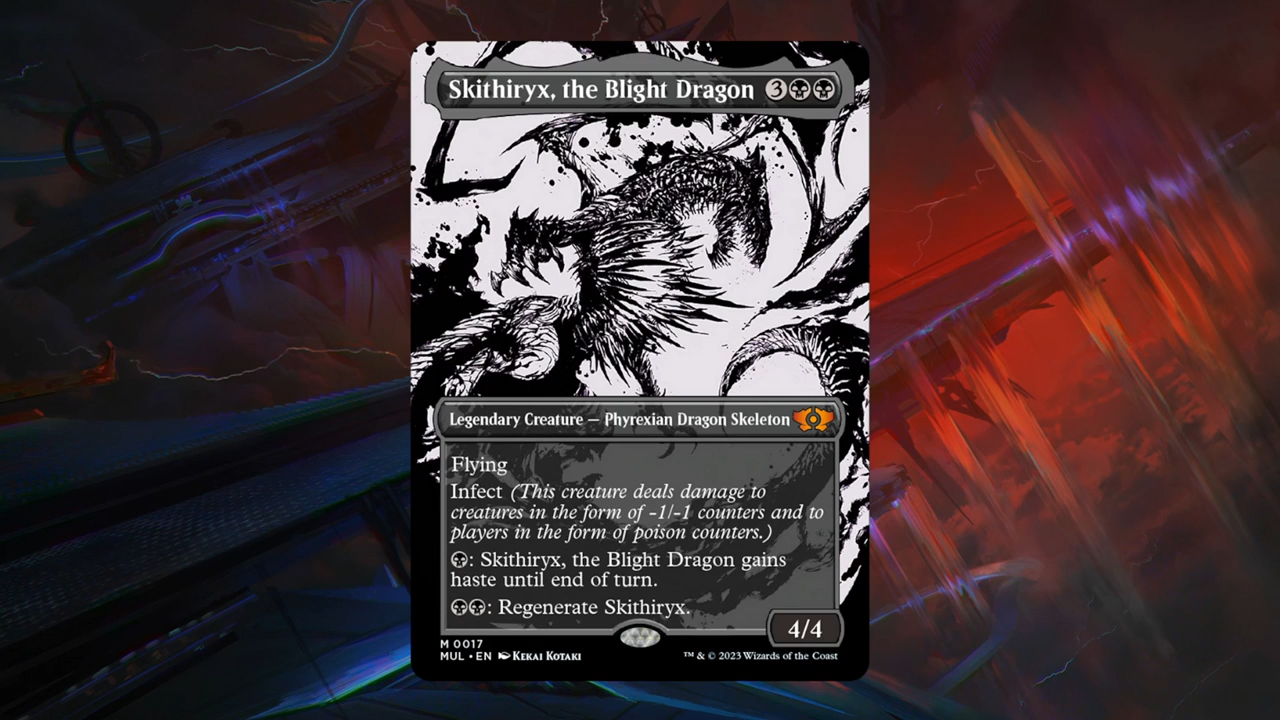 Skithiryx, the Blight Dragon 3
Legendary Creature — Phyrexian Dragon Skeleton
Flying
Infect (This creature deals damage to
creatures in the form of -1/-1 counters and to
players in the form of poison counters.)
: Skithiryx, the Blight Dragon gains
haste until end of turn.
: Regenerate Skithiryx.
4/4
M 0017
MUL • EN Kekai Kotaki
™ & © 2023 Wizards of the Coast